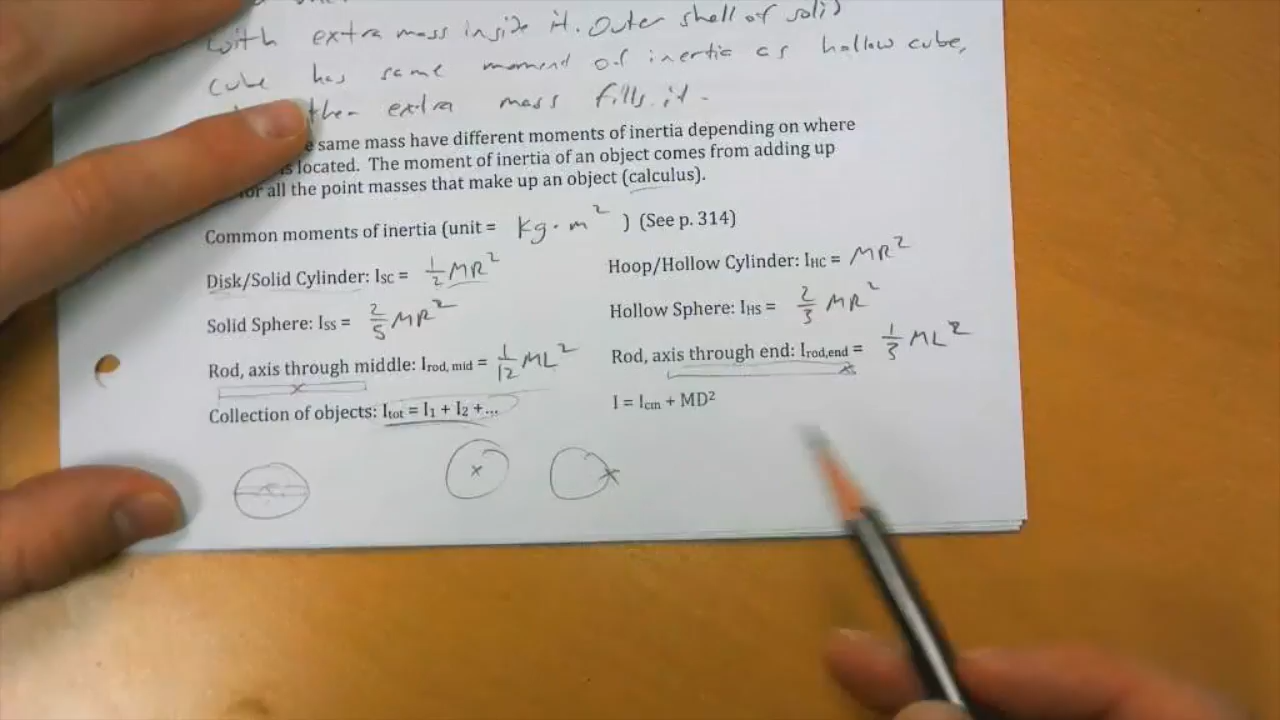 with extra mass inside it. Outer shell of solid
cube has same momend of inertia as hollow cube,
then extra mass fills it.
same mass have different moments of inertia depending on where
is located. The moment of inertia of an object comes from adding up
for all the point masses that make up an object (calculus).
Common moments of inertia (unit = kg·m²) (See p. 314)
Disk/Solid Cylinder: Isc = 1/2 MR²
Hoop/Hollow Cylinder: IHC = MR²
Solid Sphere: Iss = 2/5 MR²
Hollow Sphere: IHS = 2/3 MR²
Rod, axis through middle: Irod, mid = 1/12 ML²
Rod, axis through end: Irod,end = 1/3 ML²
Collection of objects: Itot = I1 + I2 +...
I = Icm + MD²